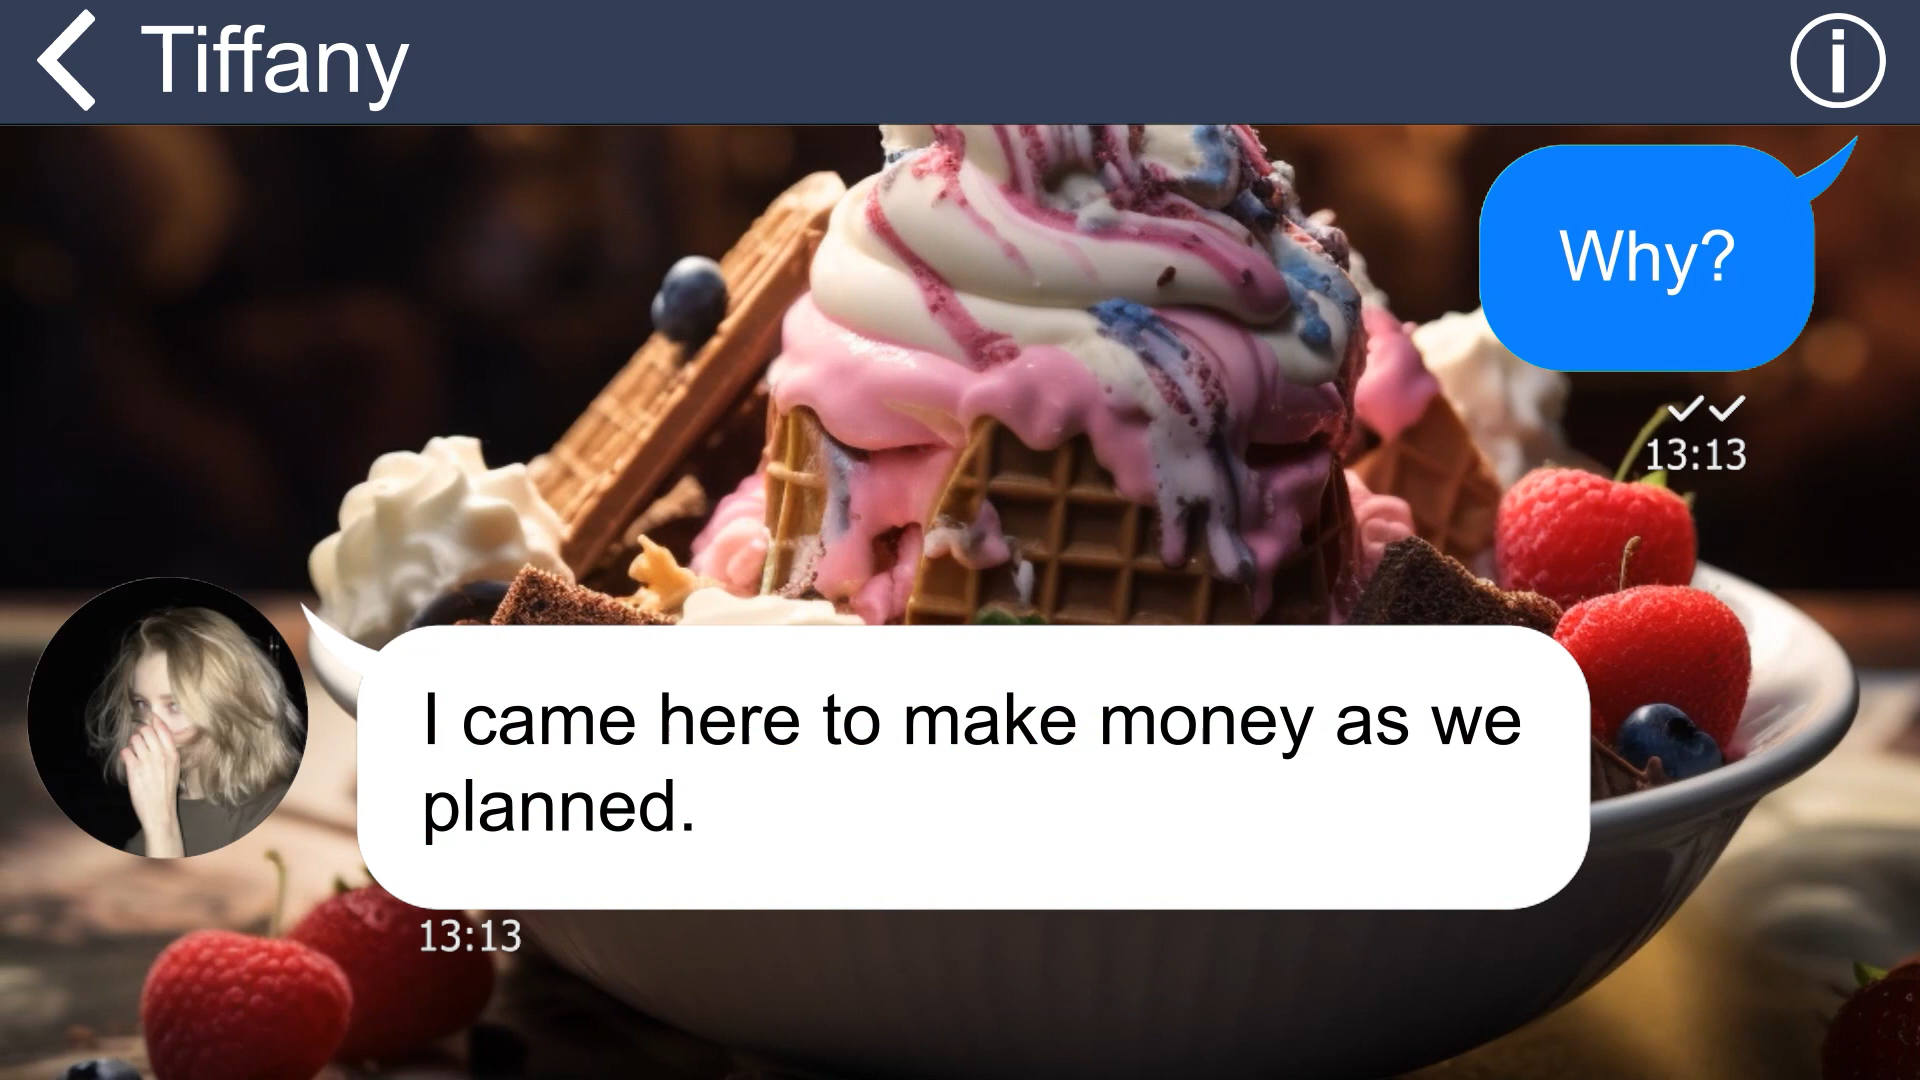 Tiffany
Why?
13:13
I came here to make money as we
planned.
13:13